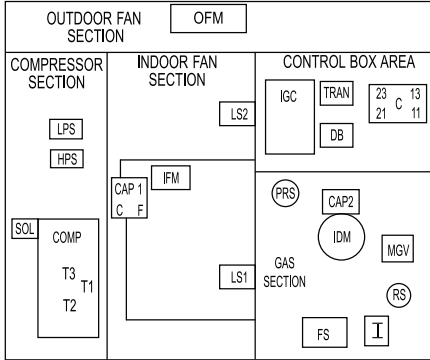 OUTDOOR FAN
SECTION
OFM
COMPRESSOR
SECTION
LPS
HPS
SOL
COMP
T3
T1
T2
INDOOR FAN
SECTION
LS2
IFM
CAP 1
C F
LS1
CONTROL BOX AREA
IGC
TRAN
DB
23 C 13
21 11
PRS
CAP2
IDM
MGV
GAS
SECTION
RS
FS
I